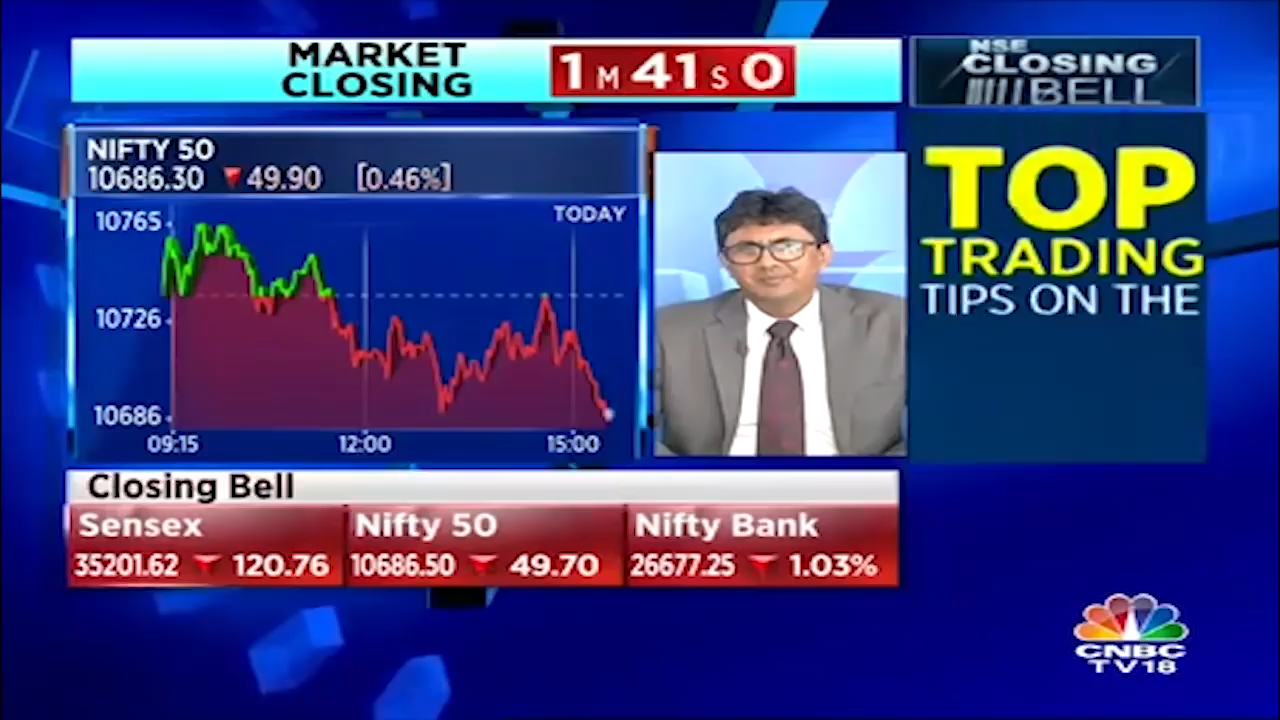 MARKET
CLOSING
1 M 41 S 0
NSE
CLOSING
BELL
NIFTY 50
10686.30 ▼ 49.90 [0.46%]
TODAY
10765
10726
10686
09:15 12:00 15:00
TOP
TRADING
TIPS ON THE
Closing Bell
Sensex
35201.62 ▼ 120.76
Nifty 50
10686.50 ▼ 49.70
Nifty Bank
26677.25 ▼ 1.03%
CNBC
TV18